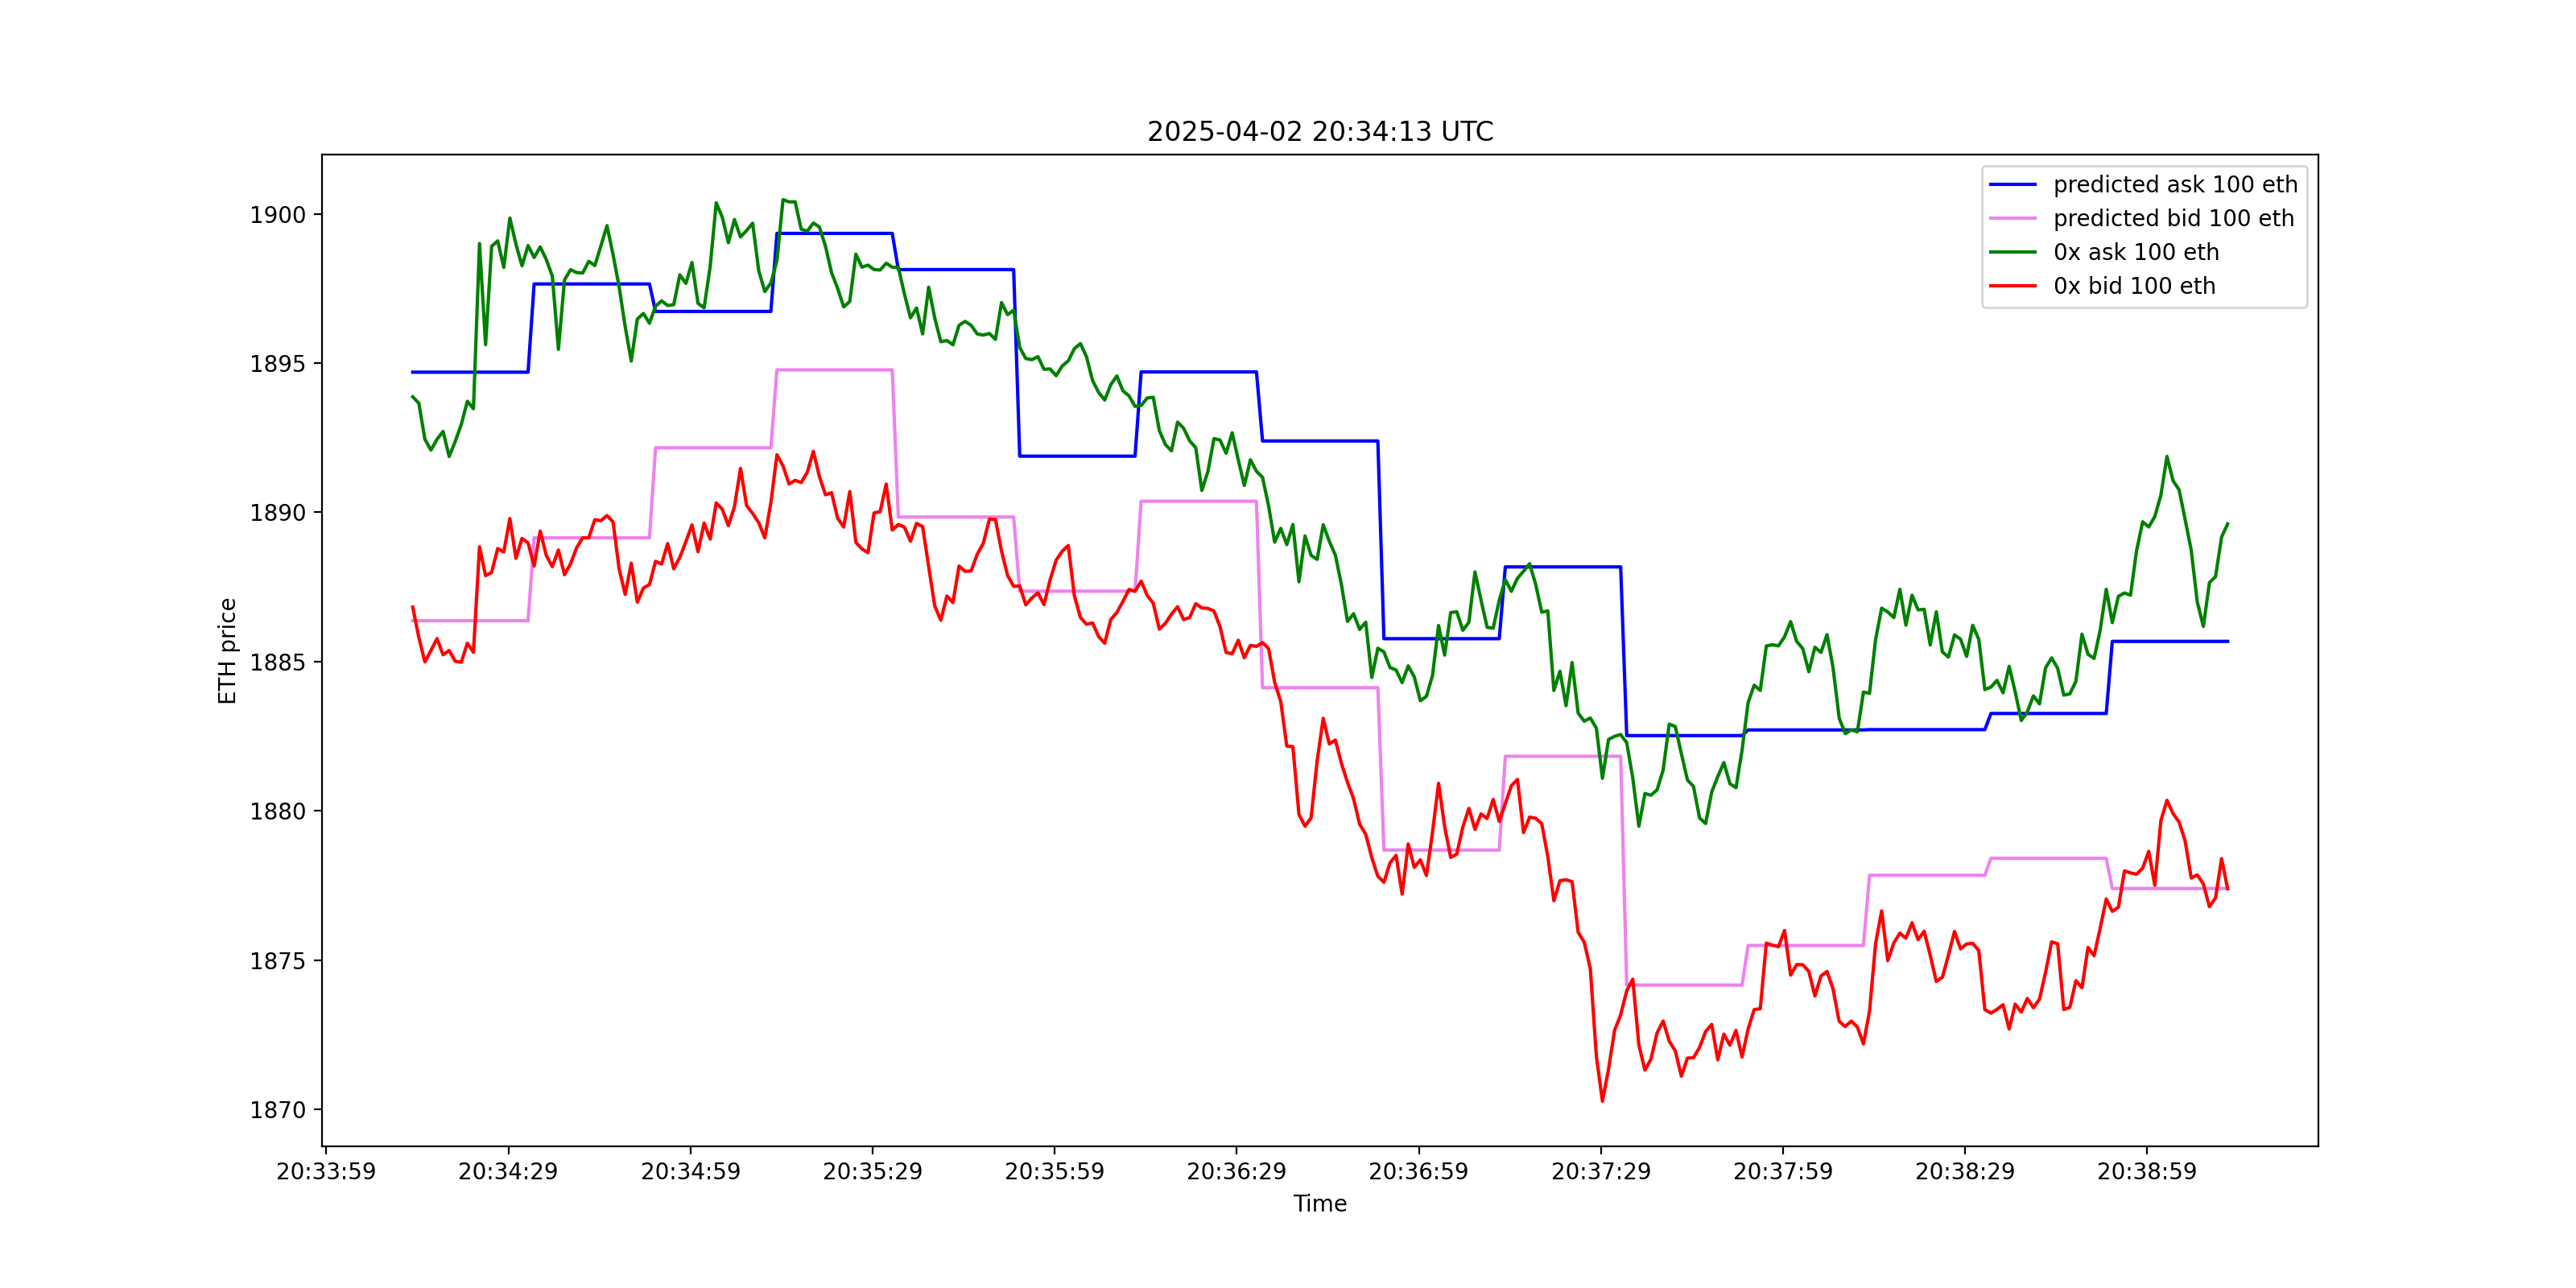 2025-04-02 20:34:13 UTC
predicted ask 100 eth
predicted bid 100 eth
0x ask 100 eth
0x bid 100 eth
ETH price
1900
1895
1890
1885
1880
1875
1870
20:33:59 20:34:29 20:34:59 20:35:29 20:35:59 20:36:29 20:36:59 20:37:29 20:37:59 20:38:29 20:38:59
Time